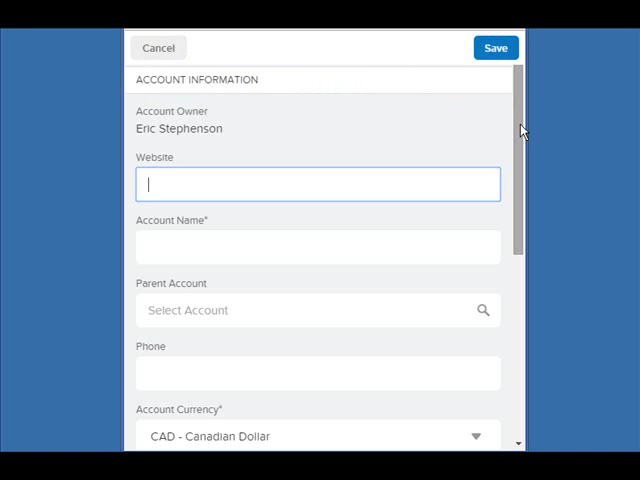 Cancel
Save
ACCOUNT INFORMATION
Account Owner
Eric Stephenson
Website
Account Name*
Parent Account
Select Account
Phone
Account Currency*
CAD - Canadian Dollar